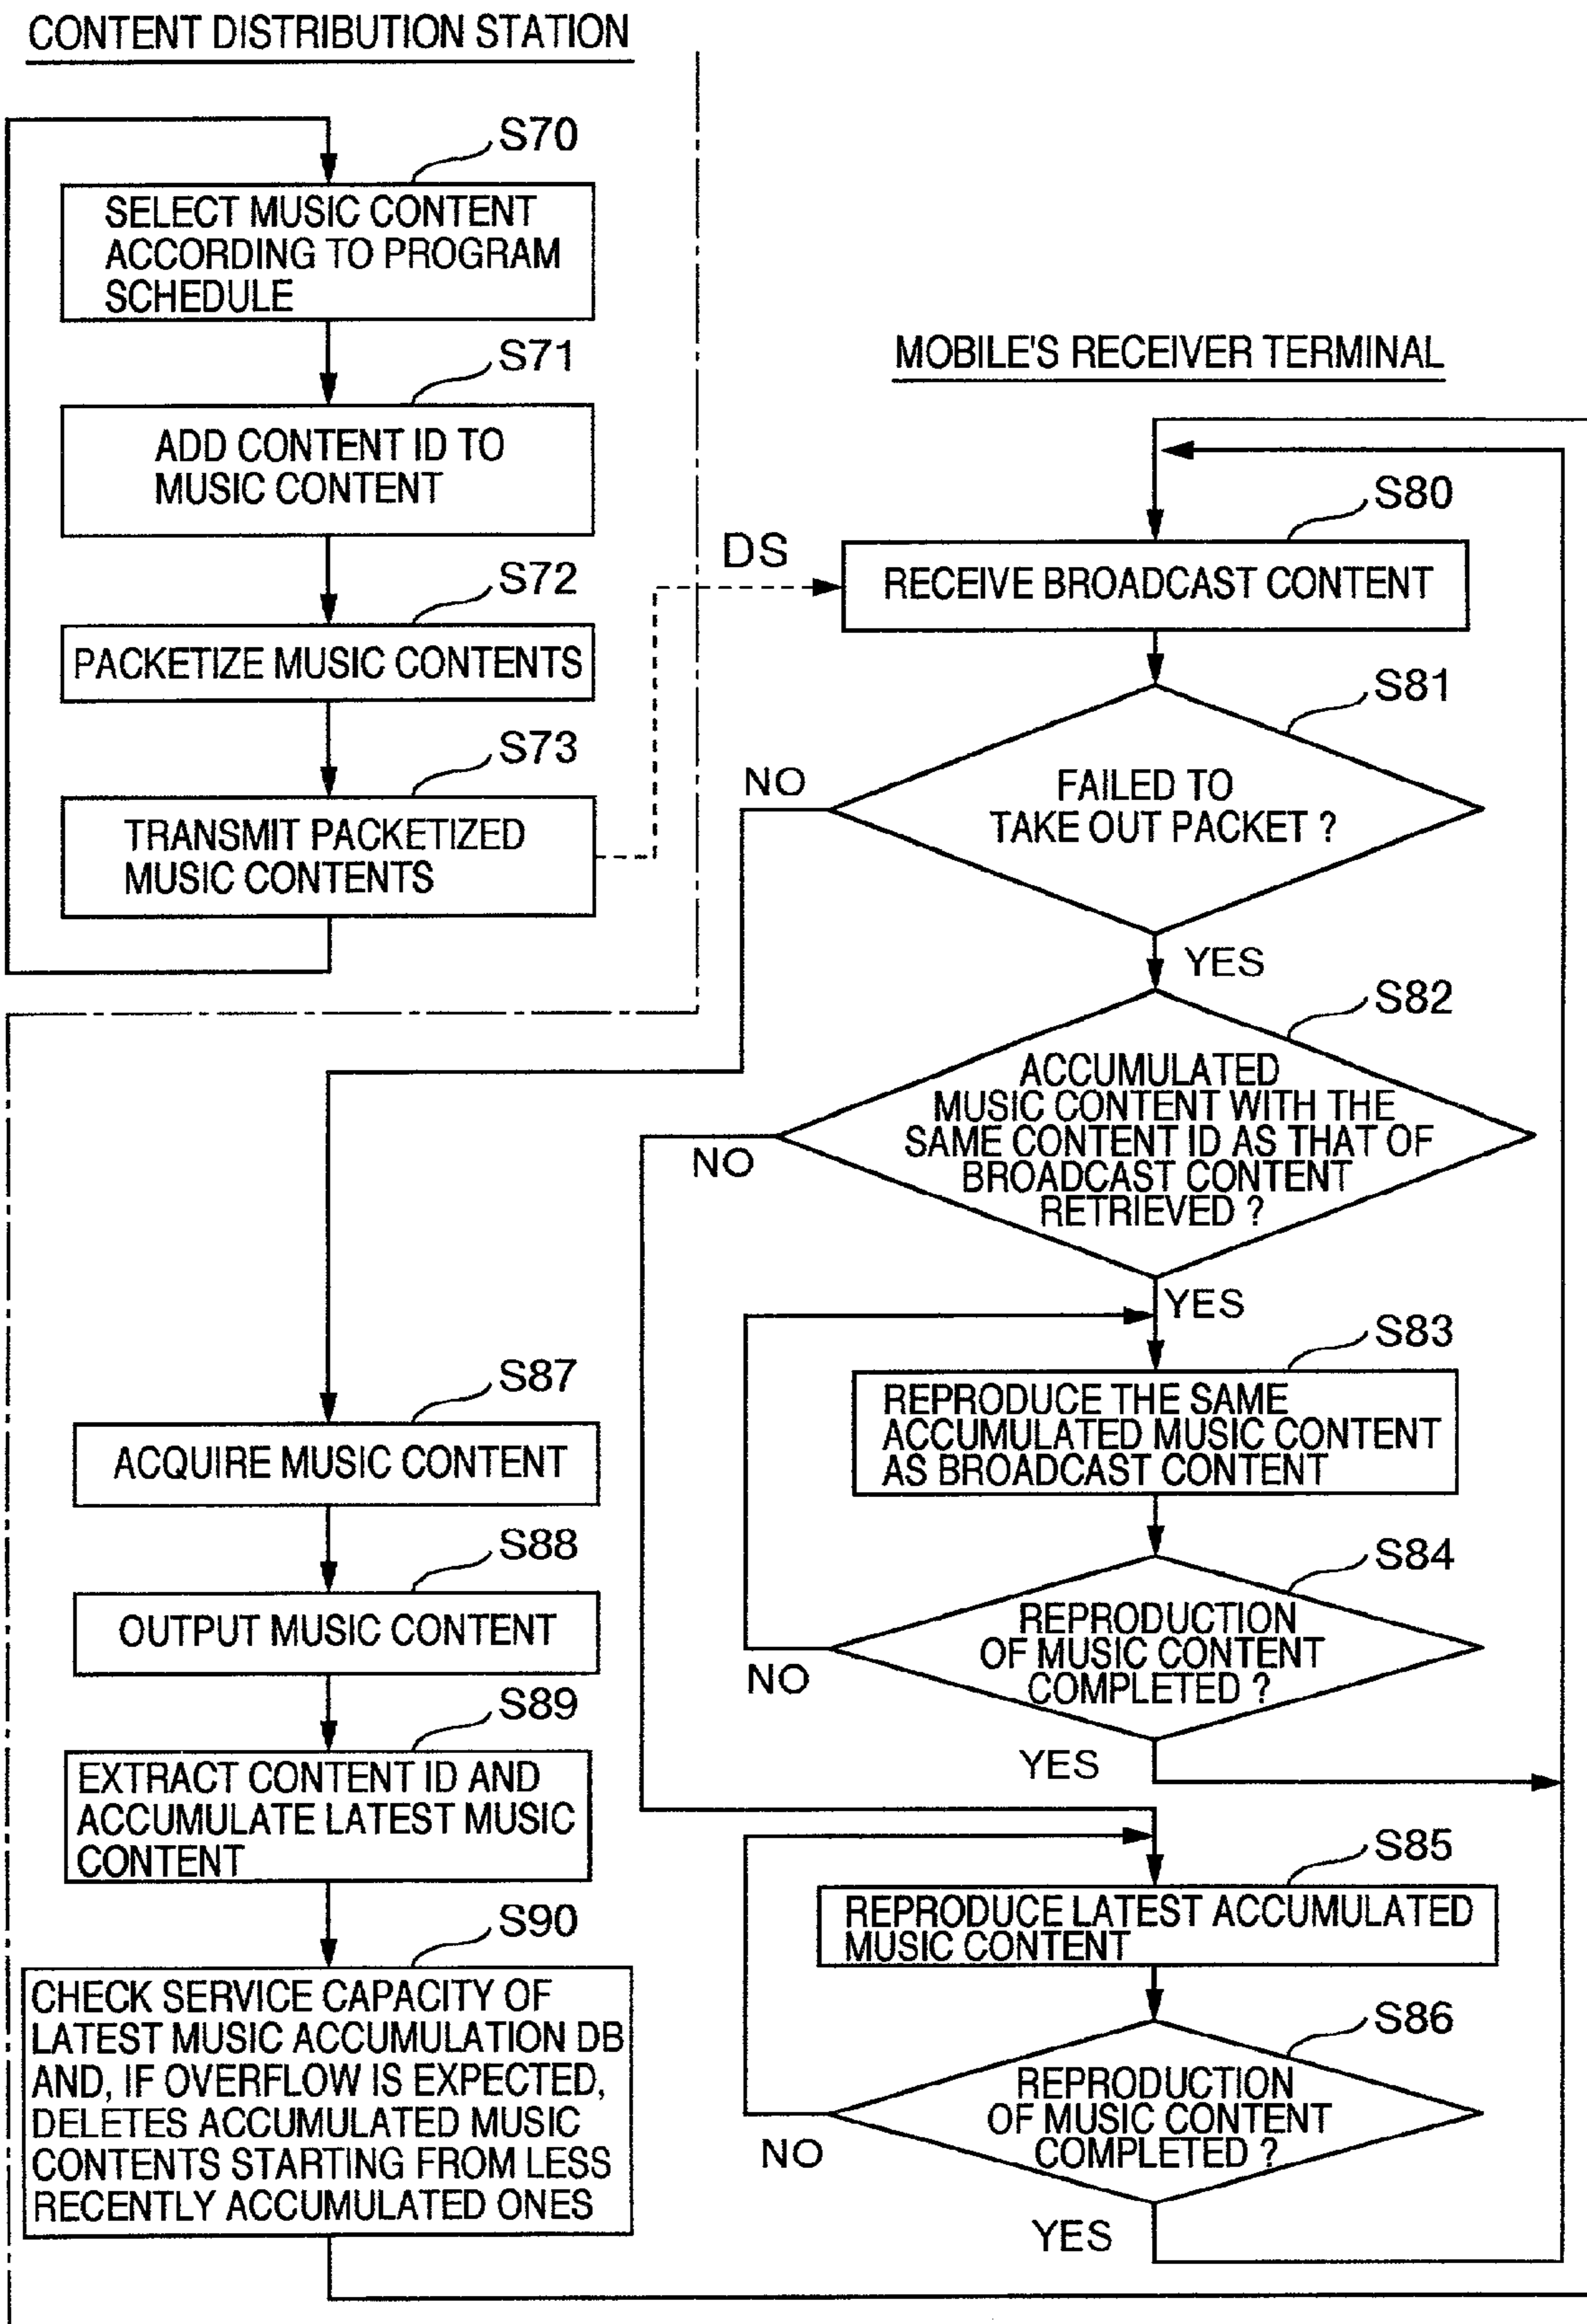 CONTENT DISTRIBUTION STATION
S70
SELECT MUSIC CONTENT
ACCORDING TO PROGRAM
SCHEDULE
S71
ADD CONTENT ID TO
MUSIC CONTENT
S72
PACKETIZE MUSIC CONTENTS
S73
TRANSMIT PACKETIZED
MUSIC CONTENTS
DS
MOBILE'S RECEIVER TERMINAL
S80
RECEIVE BROADCAST CONTENT
S81
FAILED TO
TAKE OUT PACKET ?
NO
YES
S82
ACCUMULATED
MUSIC CONTENT WITH THE
SAME CONTENT ID AS THAT OF
BROADCAST CONTENT
RETRIEVED ?
NO
YES
S83
REPRODUCE THE SAME
ACCUMULATED MUSIC CONTENT
AS BROADCAST CONTENT
S84
REPRODUCTION
OF MUSIC CONTENT
COMPLETED ?
NO
YES
S85
REPRODUCE LATEST ACCUMULATED
MUSIC CONTENT
S86
REPRODUCTION
OF MUSIC CONTENT
COMPLETED ?
NO
YES
S87
ACQUIRE MUSIC CONTENT
S88
OUTPUT MUSIC CONTENT
S89
EXTRACT CONTENT ID AND
ACCUMULATE LATEST MUSIC
CONTENT
S90
CHECK SERVICE CAPACITY OF
LATEST MUSIC ACCUMULATION DB
AND, IF OVERFLOW IS EXPECTED,
DELETES ACCUMULATED MUSIC
CONTENTS STARTING FROM LESS
RECENTLY ACCUMULATED ONES